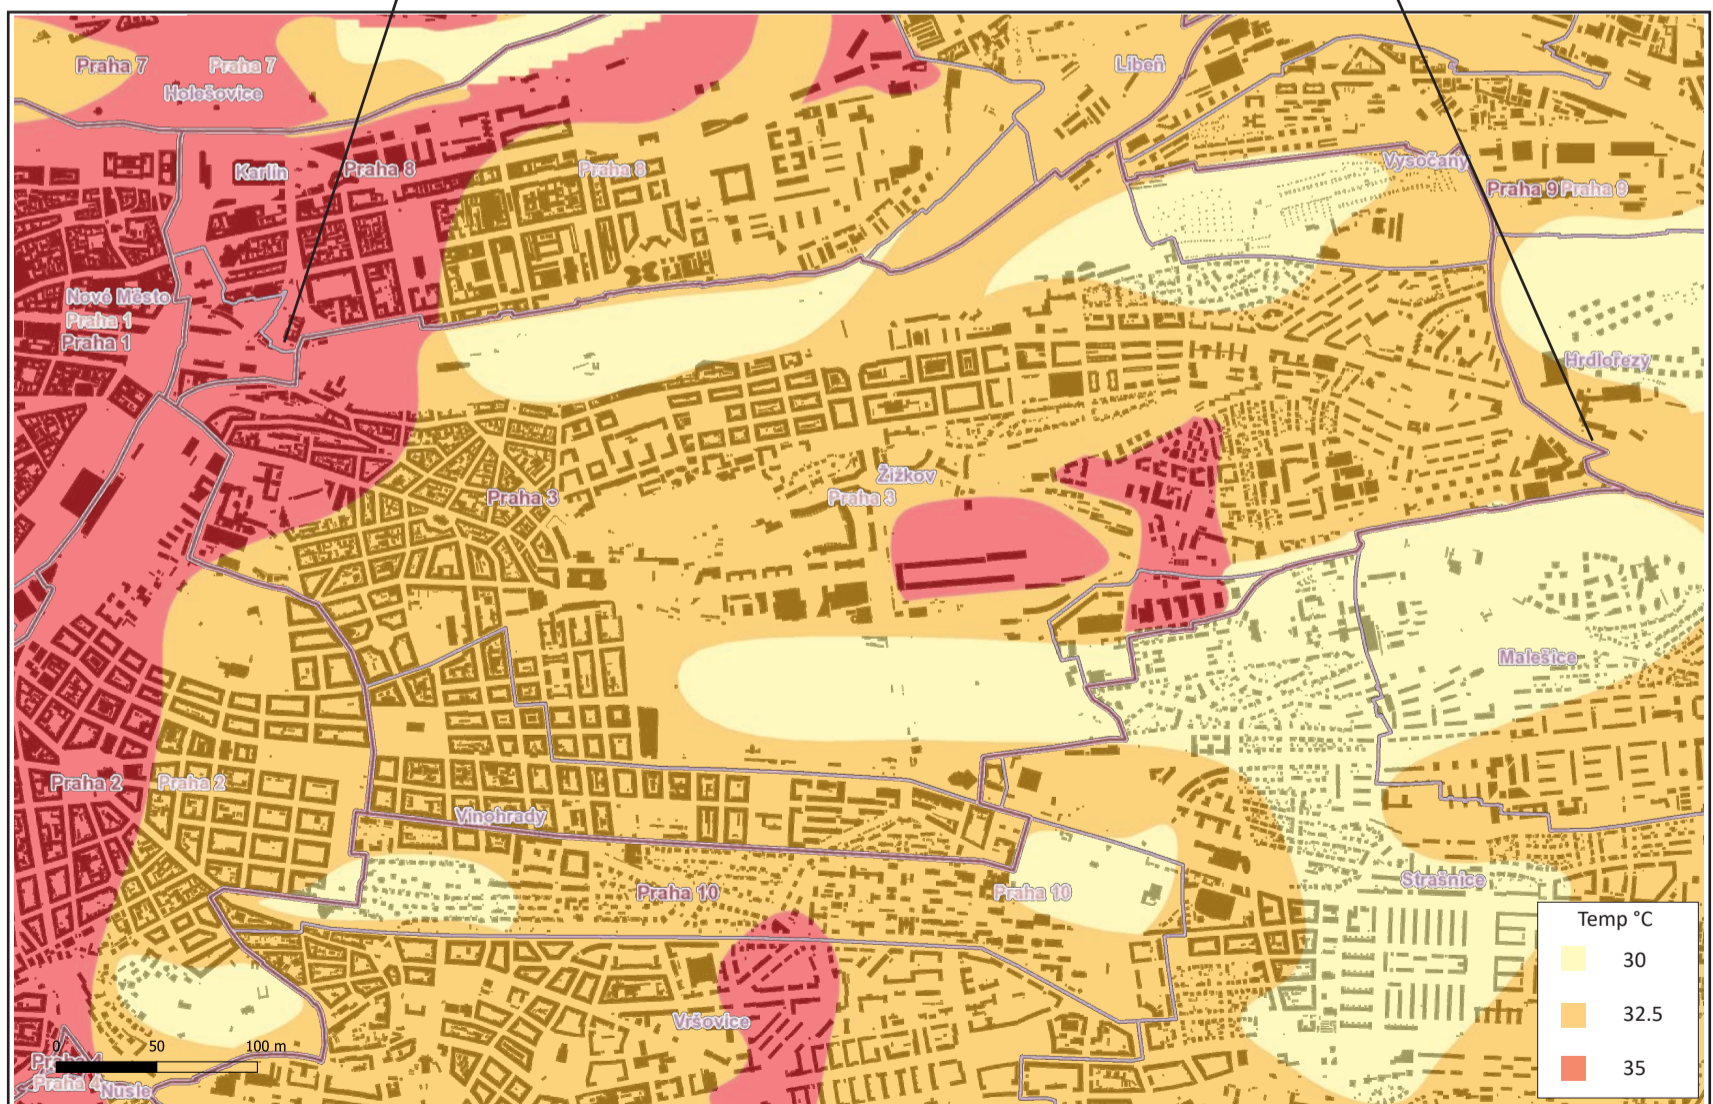 Praha 7
Praha 7
Holešovice
Libeň
Karlín
Praha 8
Praha 8
Vysočany
Praha 9
Praha 9
Nové Město
Praha 1
Praha 1
Hrdlořezy
Žižkov
Praha 3
Praha 3
Malešice
Praha 2
Praha 2
Vinohrady
Praha 10
Praha 10
Strašnice
Vršovice
Temp °C
30
32.5
35
0 50 100 m
Praha 4
Praha 4
Nusle